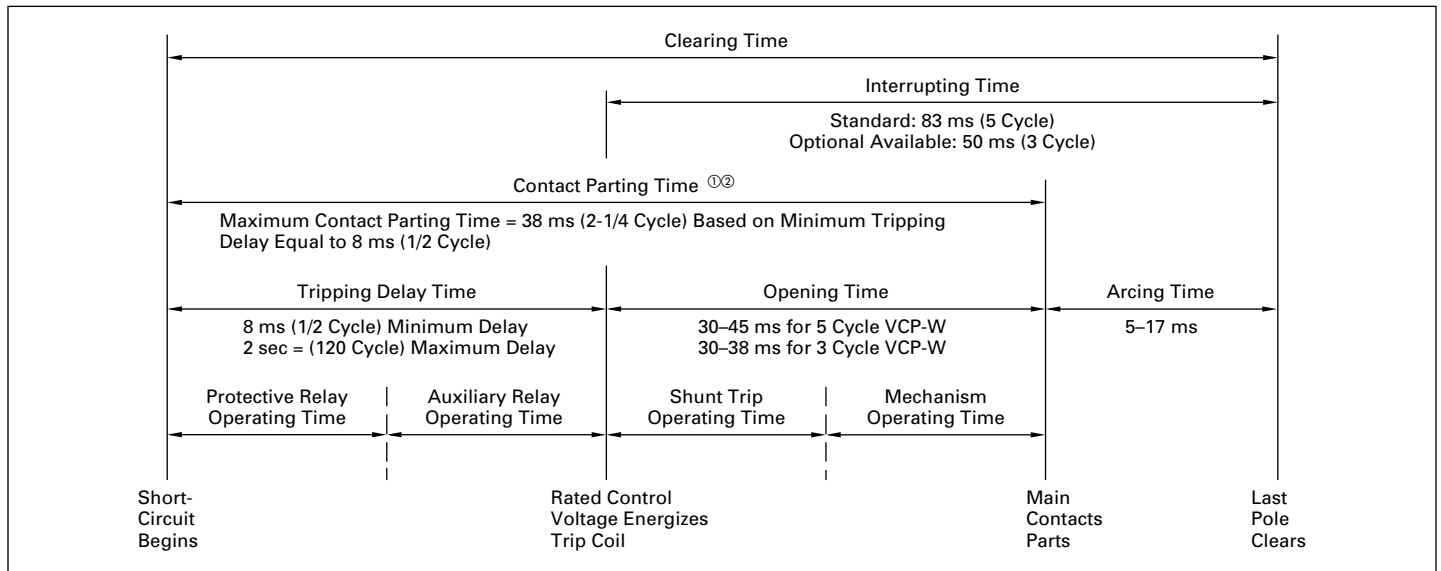 Clearing Time
Interrupting Time
Standard: 83 ms (5 Cycle)
Optional Available: 50 ms (3 Cycle)
Contact Parting Time ①②
Maximum Contact Parting Time = 38 ms (2-1/4 Cycle) Based on Minimum Tripping
Delay Equal to 8 ms (1/2 Cycle)
Tripping Delay Time
8 ms (1/2 Cycle) Minimum Delay
2 sec = (120 Cycle) Maximum Delay
Opening Time
30–45 ms for 5 Cycle VCP-W
30–38 ms for 3 Cycle VCP-W
Arcing Time
5–17 ms
Protective Relay
Operating Time
Auxiliary Relay
Operating Time
Shunt Trip
Operating Time
Mechanism
Operating Time
Short-
Circuit
Begins
Rated Control
Voltage Energizes
Trip Coil
Main
Contacts
Parts
Last
Pole
Clears